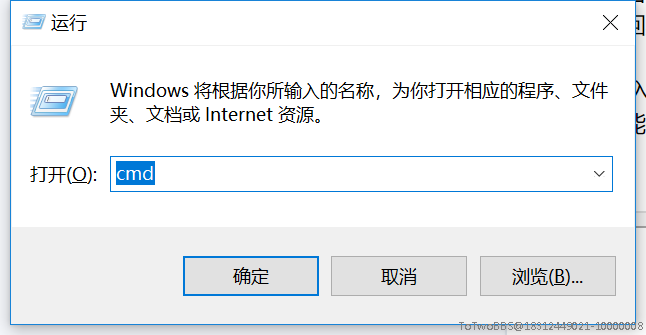 运行
Windows 将根据你所输入的名称，为你打开相应的程序、文件
夹、文档或 Internet 资源。
打开(O):
cmd
确定
取消
浏览(B)...
ToTwoBBS@18312449021-10000008